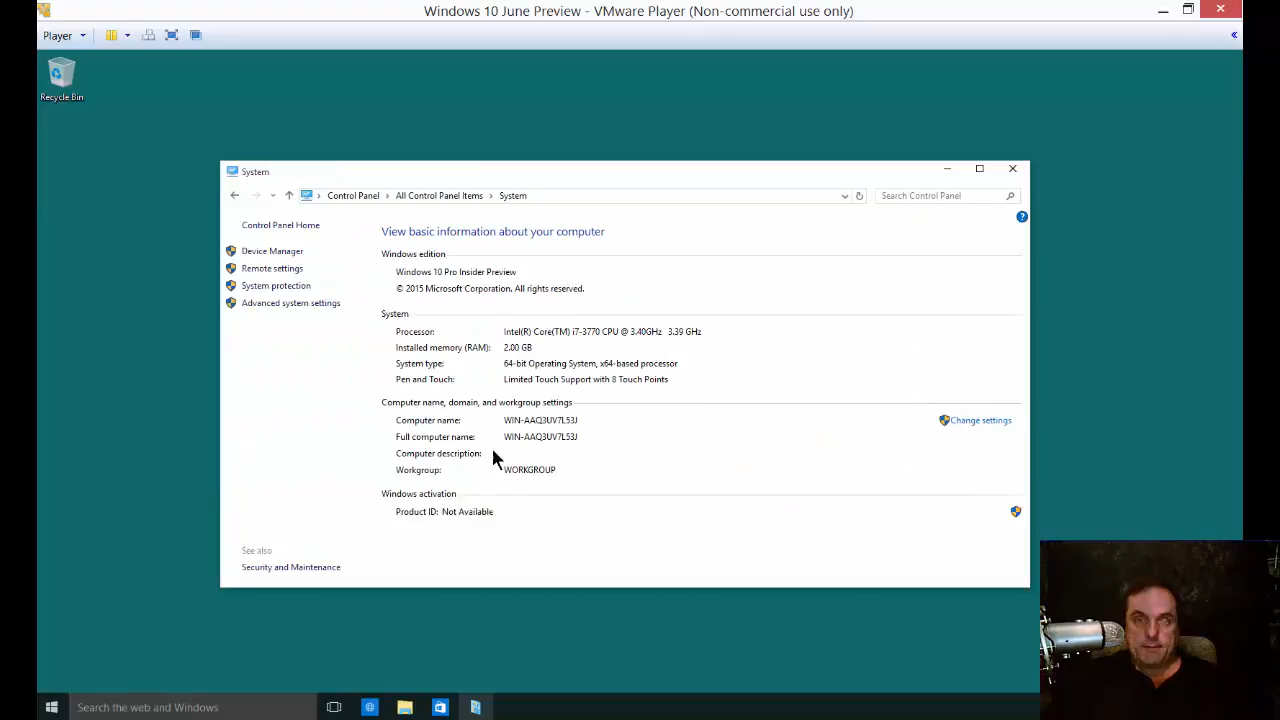 Windows 10 June Preview - VMware Player (Non-commercial use only)
Player
Recycle Bin
System
Control Panel All Control Panel Items System
Search Control Panel
Control Panel Home
Device Manager
Remote settings
System protection
Advanced system settings
See also
Security and Maintenance
View basic information about your computer
Windows edition
Windows 10 Pro Insider Preview
© 2015 Microsoft Corporation. All rights reserved.
System
Processor: Intel(R) Core(TM) i7-3770 CPU @ 3.40GHz 3.39 GHz
Installed memory (RAM): 2.00 GB
System type: 64-bit Operating System, x64-based processor
Pen and Touch: Limited Touch Support with 8 Touch Points
Computer name, domain, and workgroup settings
Computer name: WIN-AAQ3UV7L53J
Change settings
Full computer name: WIN-AAQ3UV7L53J
Computer description:
Workgroup: WORKGROUP
Windows activation
Product ID: Not Available
Search the web and Windows